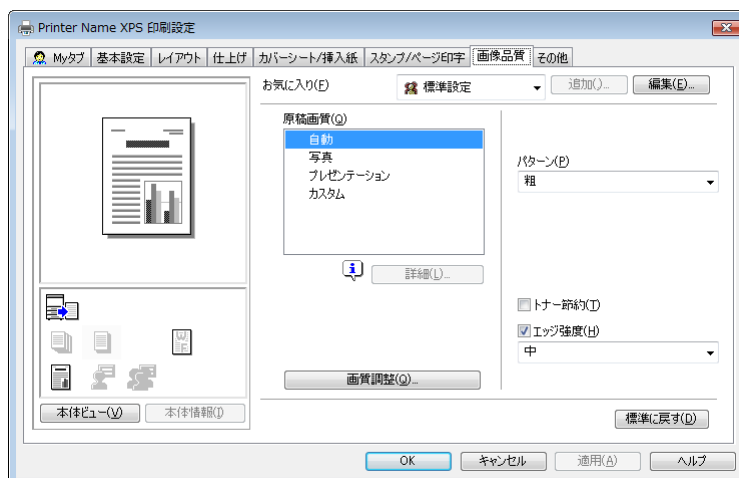 Printer Name XPS 印刷設定
Myタブ 基本設定 レイアウト 仕上げ カバーシート/挿入紙 スタンプ/ページ印字 画像品質 その他
お気に入り(F) 標準設定 追加()... 編集(E)...
原稿画質(Q)
自動
写真
プレゼンテーション
カスタム
詳細(L)...
画質調整(Q)...
パターン(P)
粗
トナー節約(T)
エッジ強度(H)
中
本体ビュー(V) 本体情報(I)
標準に戻す(D)
OK キャンセル 適用(A) ヘルプ